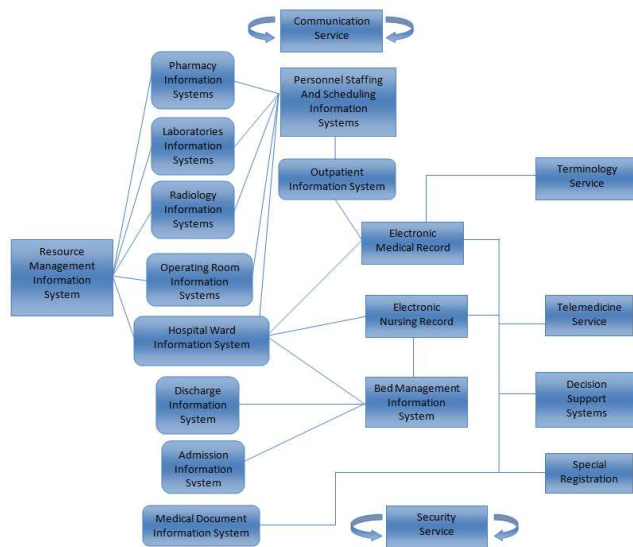 Communication
Service
Pharmacy
Information
Systems
Personnel Staffing
And Scheduling
Information
Systems
Laboratories
Information
Systems
Outpatient
Information System
Terminology
Service
Radiology
Information
Systems
Resource
Management
Information
System
Electronic
Medical Record
Operating Room
Information
Systems
Hospital Ward
Information System
Electronic
Nursing Record
Telemedicine
Service
Discharge
Information
System
Bed Management
Information
System
Decision
Support
Systems
Admission
Information
System
Special
Registration
Medical Document
Information System
Security
Service